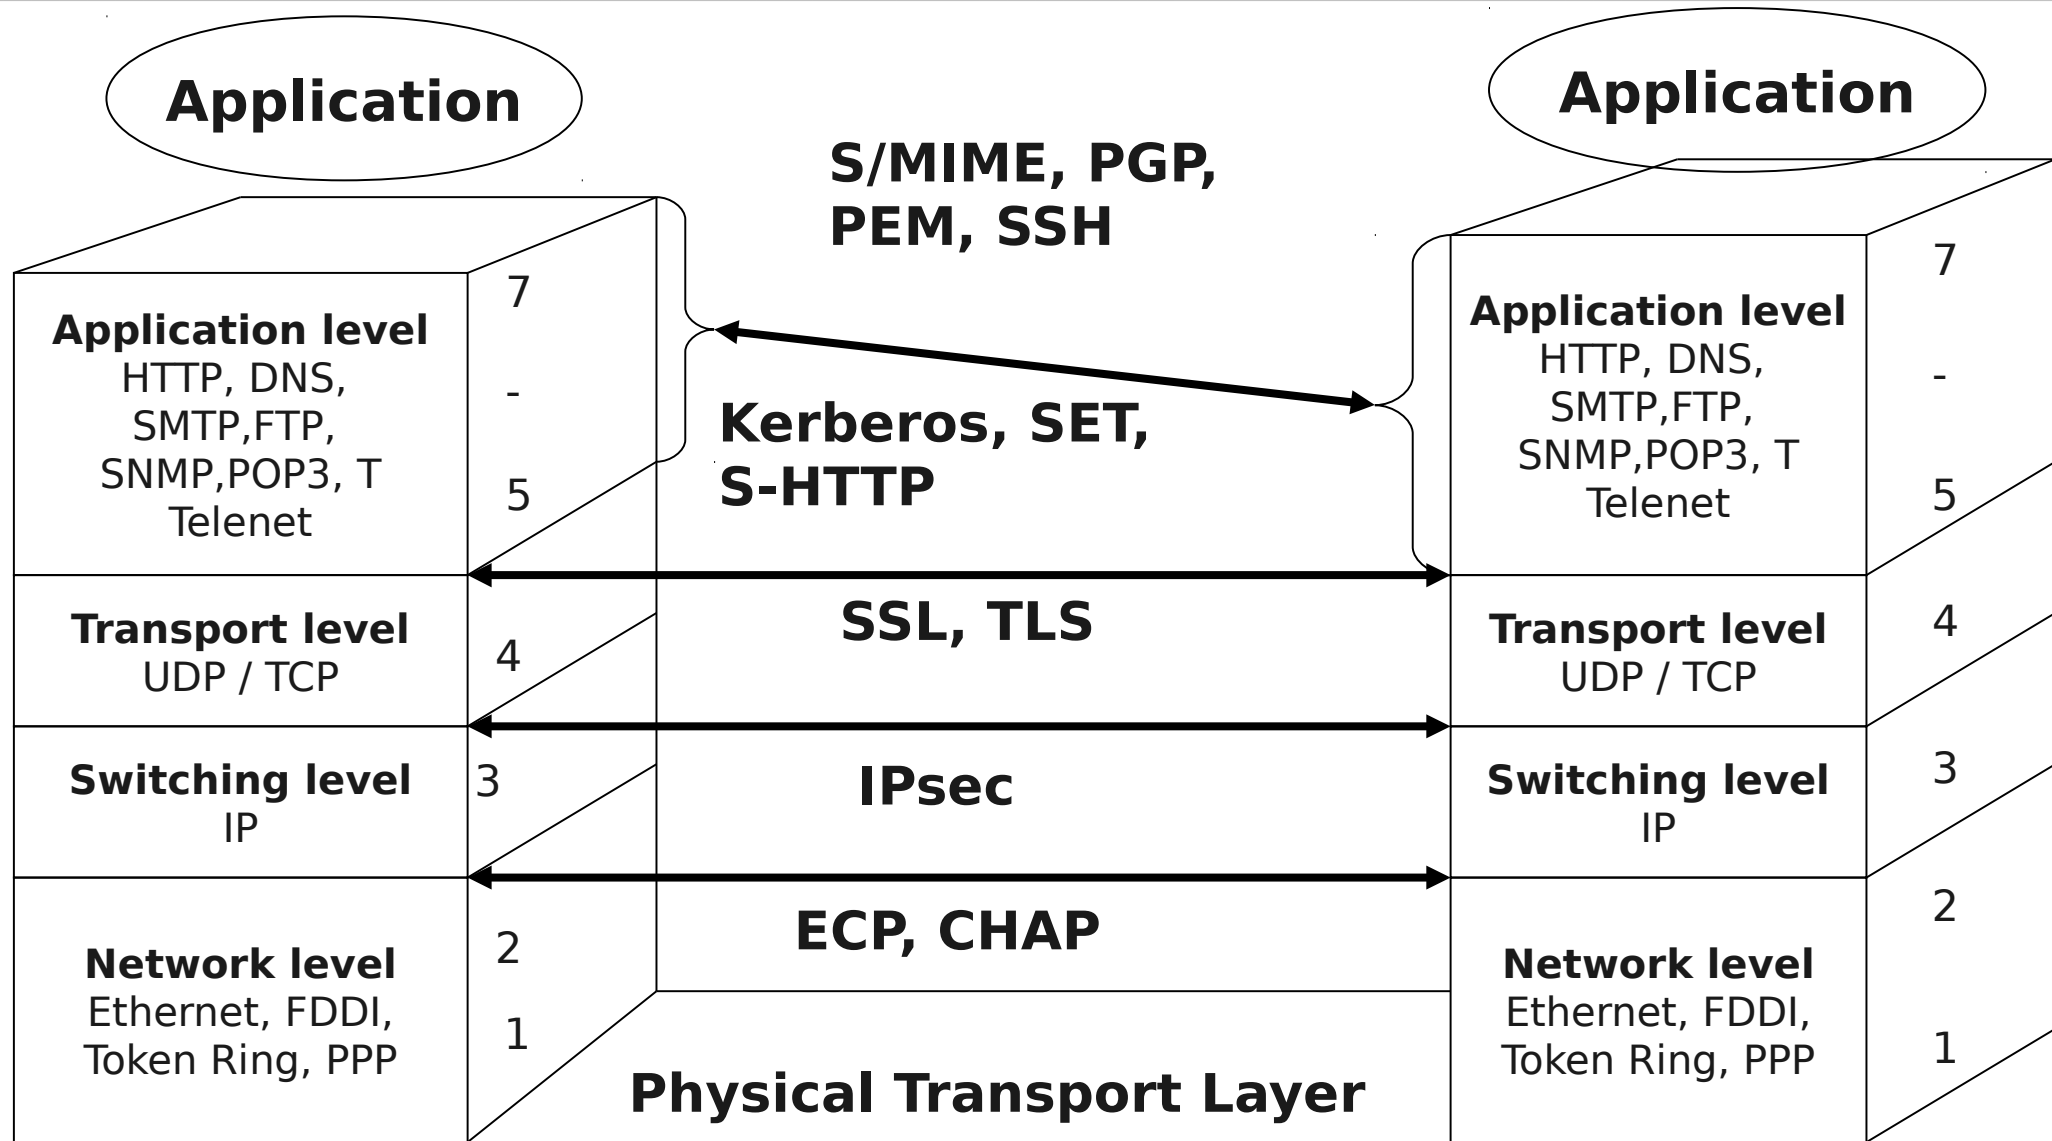 Application
Application level
HTTP, DNS,
SMTP,FTP,
SNMP,POP3, T
Telenet
7
-
5
Transport level
UDP / TCP
4
Switching level
IP
3
Network level
Ethernet, FDDI,
Token Ring, PPP
2
1
S/MIME, PGP,
PEM, SSH
Kerberos, SET,
S-HTTP
SSL, TLS
IPsec
ECP, CHAP
Physical Transport Layer
Application
Application level
HTTP, DNS,
SMTP,FTP,
SNMP,POP3, T
Telenet
7
-
5
Transport level
UDP / TCP
4
Switching level
IP
3
Network level
Ethernet, FDDI,
Token Ring, PPP
2
1